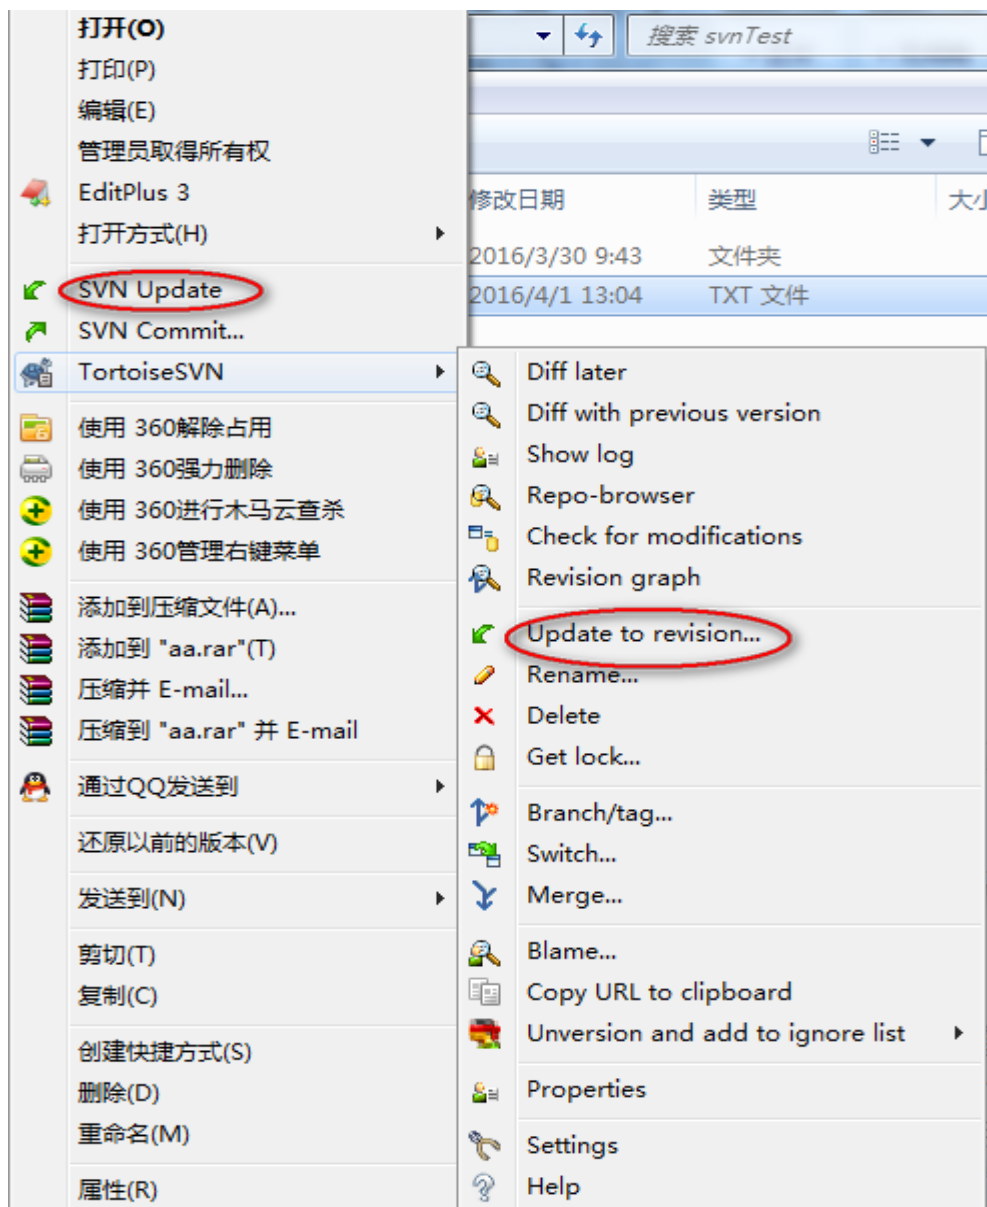 打开(O)
打印(P)
编辑(E)
管理员取得所有权
EditPlus 3
打开方式(H)
SVN Update
SVN Commit...
TortoiseSVN
使用 360解除占用
使用 360强力删除
使用 360进行木马云查杀
使用 360管理右键菜单
添加到压缩文件(A)...
添加到 "aa.rar"(T)
压缩并 E-mail...
压缩到 "aa.rar" 并 E-mail
通过QQ发送到
还原以前的版本(V)
发送到(N)
剪切(T)
复制(C)
创建快捷方式(S)
删除(D)
重命名(M)
属性(R)
搜索 svnTest
修改日期 类型 大小
2016/3/30 9:43 文件夹
2016/4/1 13:04 TXT 文件
Diff later
Diff with previous version
Show log
Repo-browser
Check for modifications
Revision graph
Update to revision...
Rename...
Delete
Get lock...
Branch/tag...
Switch...
Merge...
Blame...
Copy URL to clipboard
Unversion and add to ignore list
Properties
Settings
Help